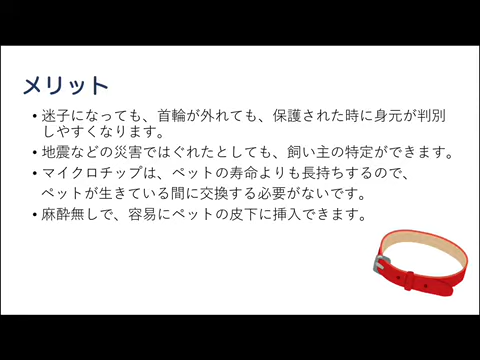 メリット
• 迷子になっても、首輪が外れても、保護された時に身元が判別
しやすくなります。
• 地震などの災害ではぐれたとしても、飼い主の特定ができます。
• マイクロチップは、ペットの寿命よりも長持ちするので、
ペットが生きている間に交換する必要がないです。
• 麻酔無しで、容易にペットの皮下に挿入できます。